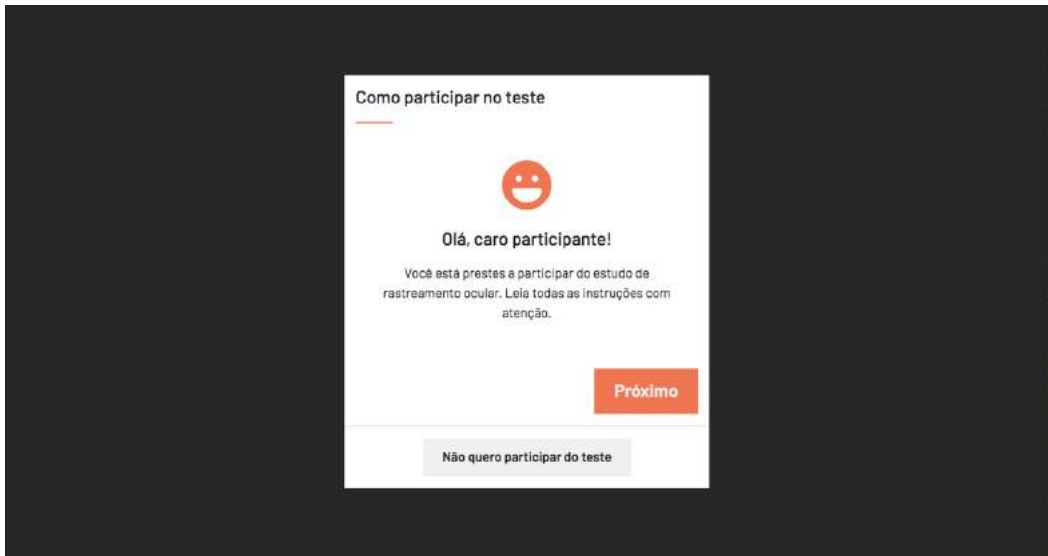 Como participar no teste
Olá, caro participante!
Você está prestes a participar do estudo de
rastreamento ocular. Leia todas as instruções com
atenção.
Próximo
Não quero participar do teste